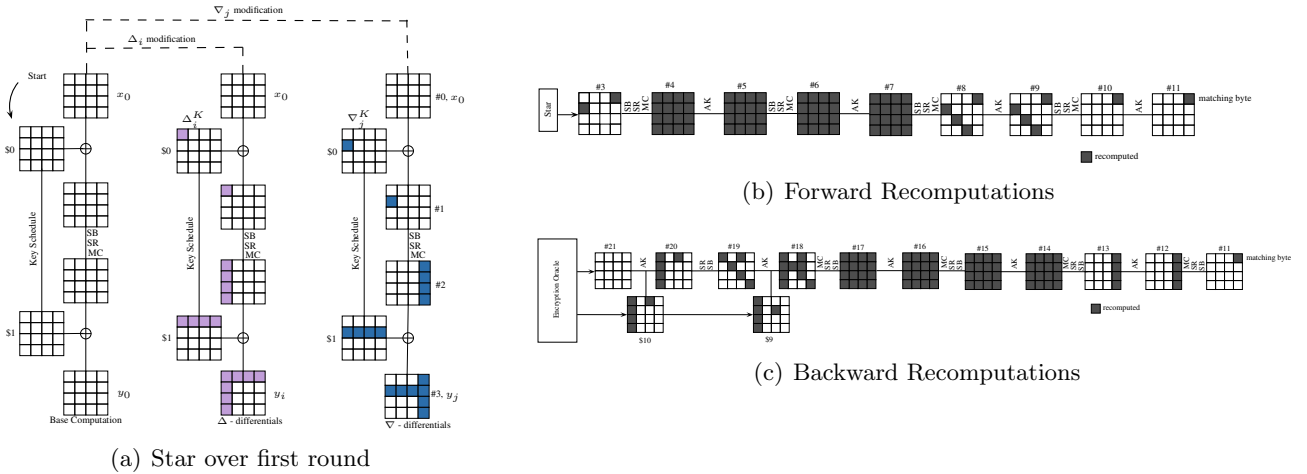 ∇j modification
Δi modification
Start
x0
x0
#0, x0
Δ_i^K
∇_j^K
$0
$0
$0
#1
Key Schedule
Key Schedule
Key Schedule
SB
SR
MC
SB
SR
MC
SB
SR
MC
#2
$1
$1
$1
y0
yi
#3, yj
Base Computation
Δ - differentials
∇ - differentials
(a) Star over first round
#3 #4 #5 #6 #7 #8 #9 #10 #11
Star
SB
SR
MC
AK
SB
SR
MC
AK
SB
SR
MC
AK
SB
SR
MC
AK
matching byte
recomputed
(b) Forward Recomputations
#21 #20 #19 #18 #17 #16 #15 #14 #13 #12 #11
Encryption Oracle
AK
SR
SB
AK
MC
SR
SB
AK
MC
SR
SB
AK
MC
SR
SB
AK
MC
SR
SB
matching byte
$10
$9
recomputed
(c) Backward Recomputations